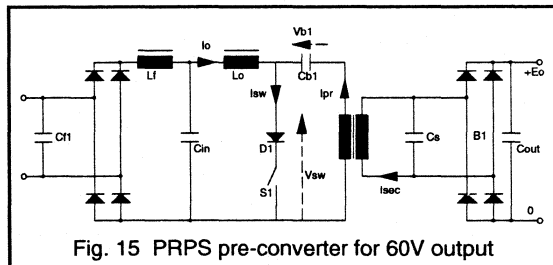 Vb1
Io
Lf
Lo
Cb1
+Eo
Isw
Ipr
Cf1
Cin
D1
Vsw
Cs
B1
Cout
S1
Isec
0
Fig. 15 PRPS pre-converter for 60V output